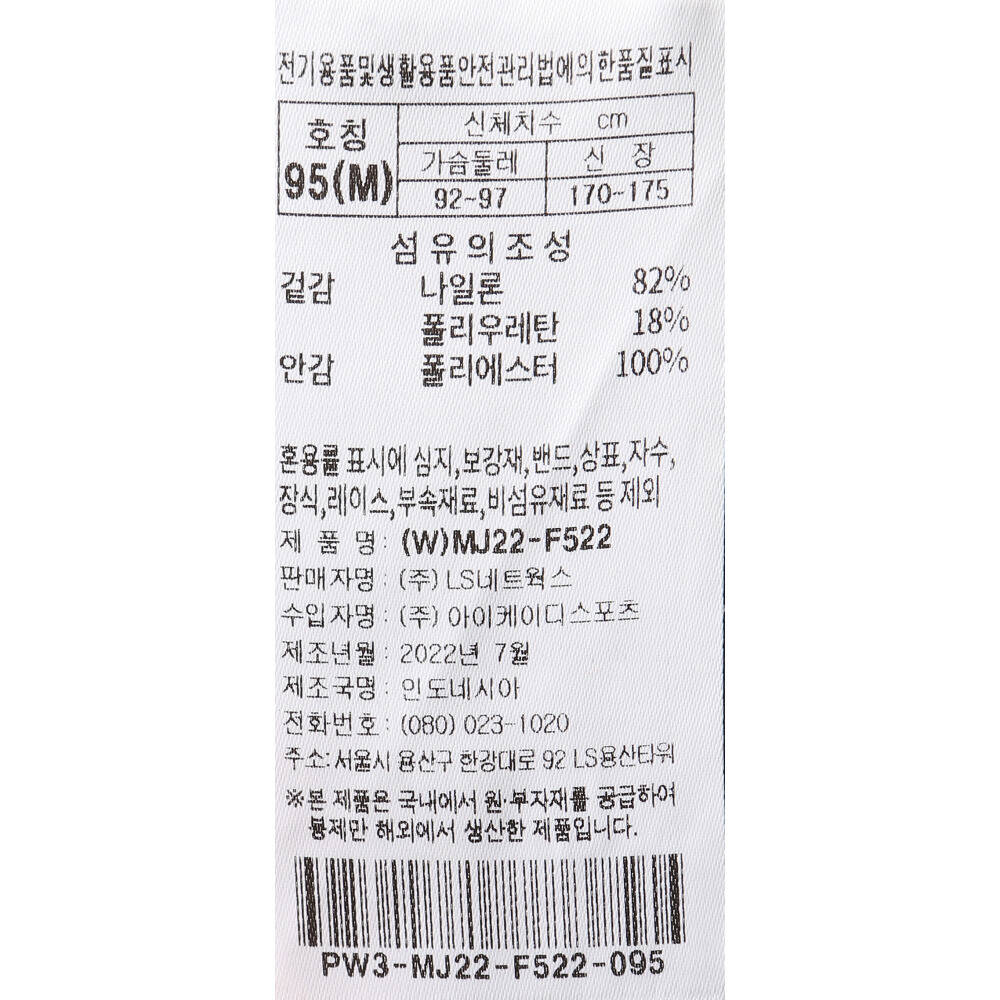 전기용품및생활용품안전관리법에의한품질표시
호칭 신체치수 cm
95(M) 가슴둘레 신 장
92~97 170~175
섬유의조성
겉감 나일론 82%
폴리우레탄 18%
안감 폴리에스터 100%
혼용률 표시에 심지,보강재,밴드,상표,자수,
장식,레이스,부속재료,비섬유재료 등 제외
제 품 명: (W)MJ22-F522
판매자명: (주) LS네트웍스
수입자명: (주) 아이케이디스포츠
제조년월: 2022년 7월
제조국명: 인도네시아
전화번호: (080) 023-1020
주소: 서울시 용산구 한강대로 92 LS용산타워
※본 제품은 국내에서 원·부자재를 공급하여
봉제만 해외에서 생산한 제품입니다.
PW3-MJ22-F522-095